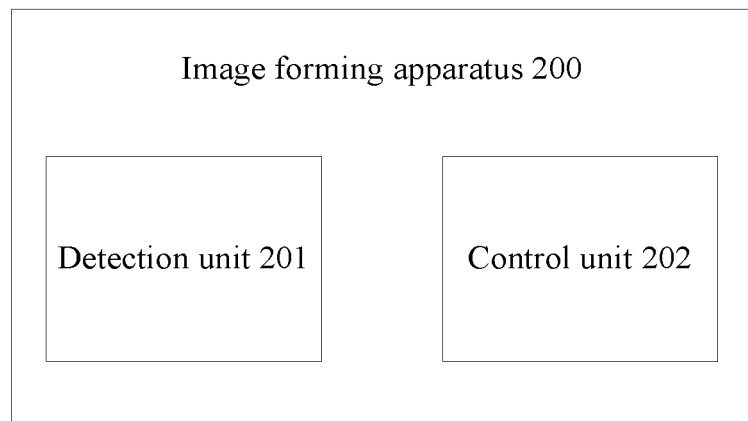 Image forming apparatus 200
Detection unit 201
Control unit 202